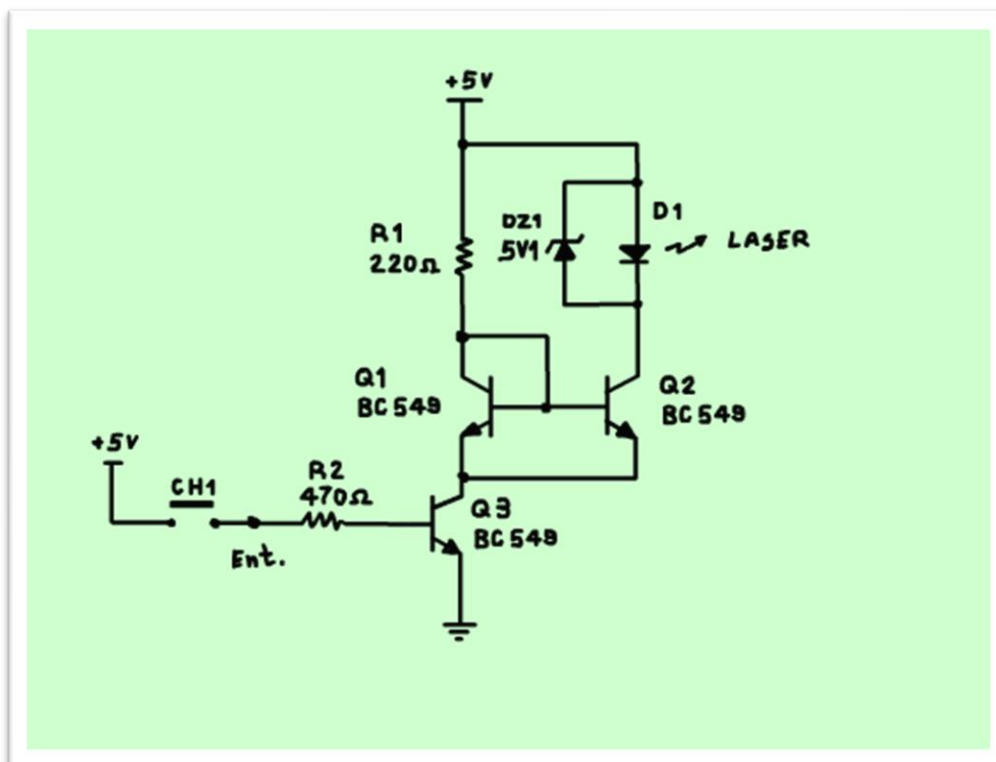 +5V
D1
DZ1
5V1
LASER
R1
220Ω
Q1
BC549
Q2
BC549
+5V
CH1
R2
470Ω
Q3
BC549
Ent.